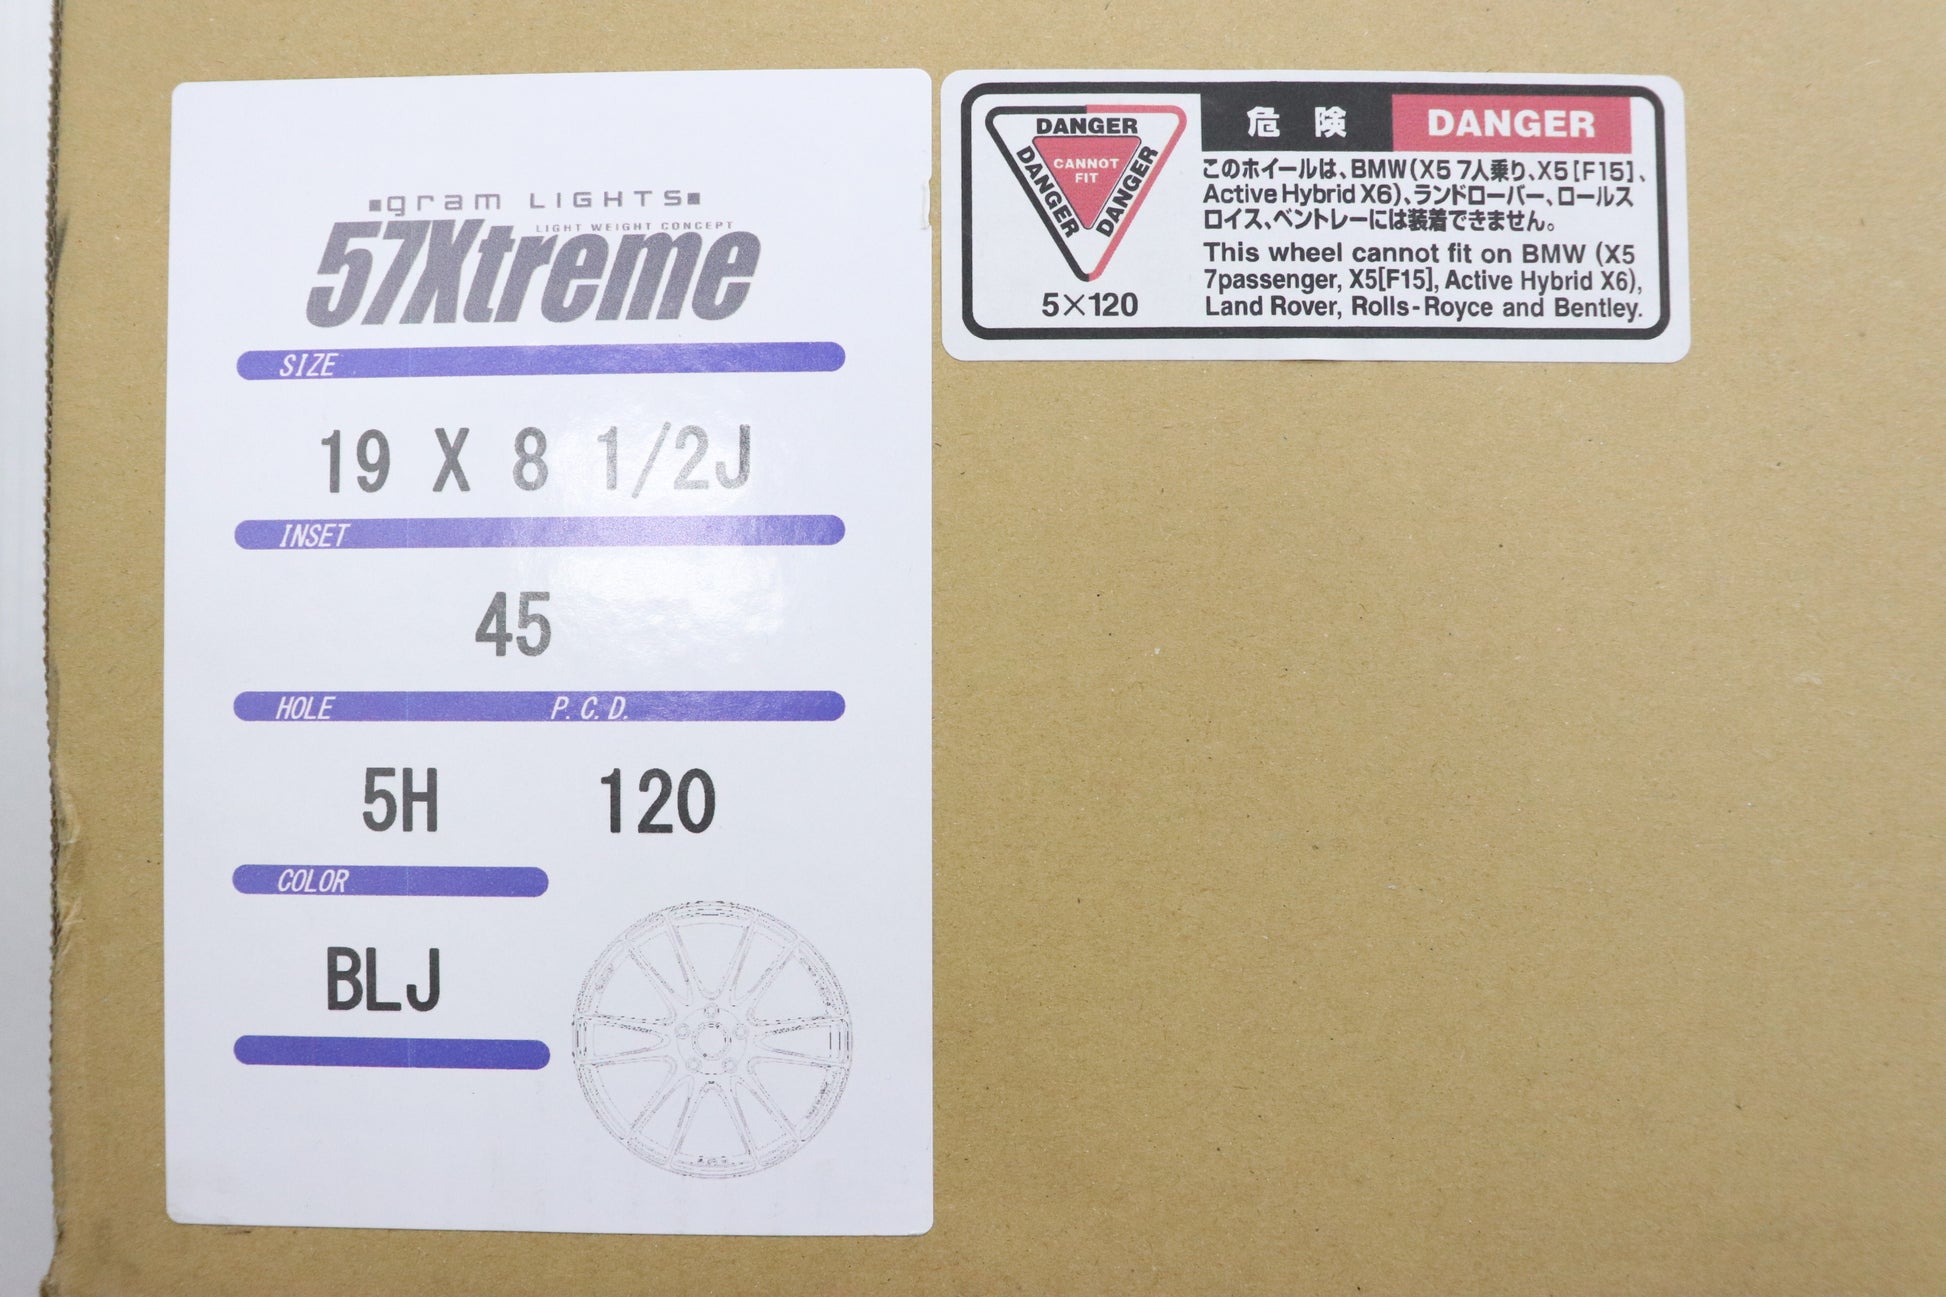 gram LIGHTS
LIGHT WEIGHT CONCEPT
57Xtreme
SIZE
19 X 8 1/2J
INSET
45
HOLE P.C.D.
5H 120
COLOR
BLJ
DANGER
DANGER
DANGER
CANNOT
FIT
5×120
危険 DANGER
このホイールは、BMW(X5 7人乗り、X5[F15]、
Active Hybrid X6)、ランドローバー、ロールス
ロイス、ベントレーには装着できません。
This wheel cannot fit on BMW (X5
7passenger, X5[F15], Active Hybrid X6),
Land Rover, Rolls-Royce and Bentley.